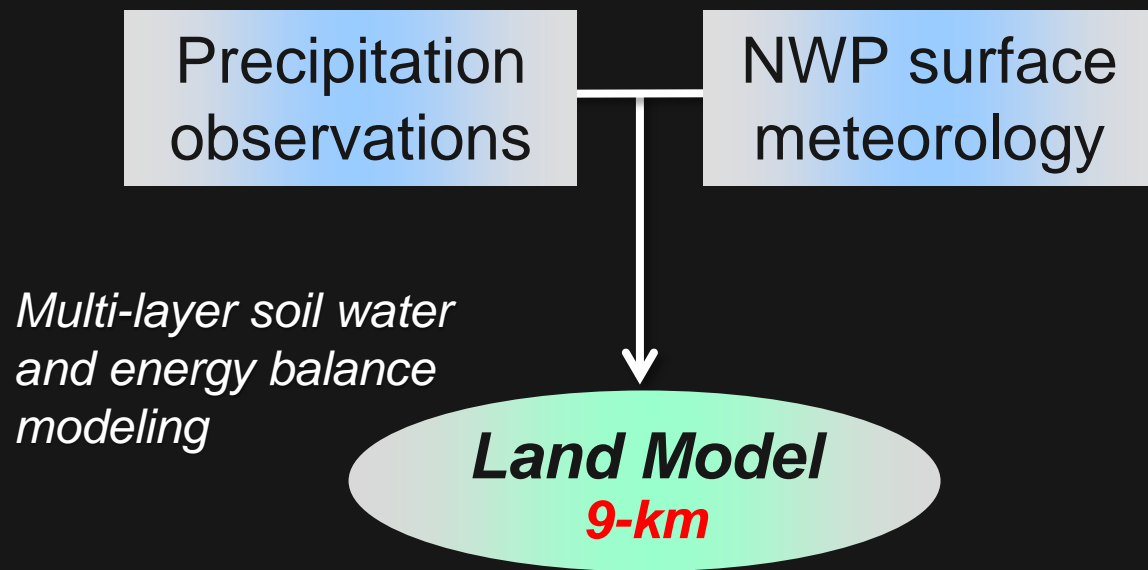 Precipitation
observations
NWP surface
meteorology
Multi-layer soil water
and energy balance
modeling
Land Model
9-km